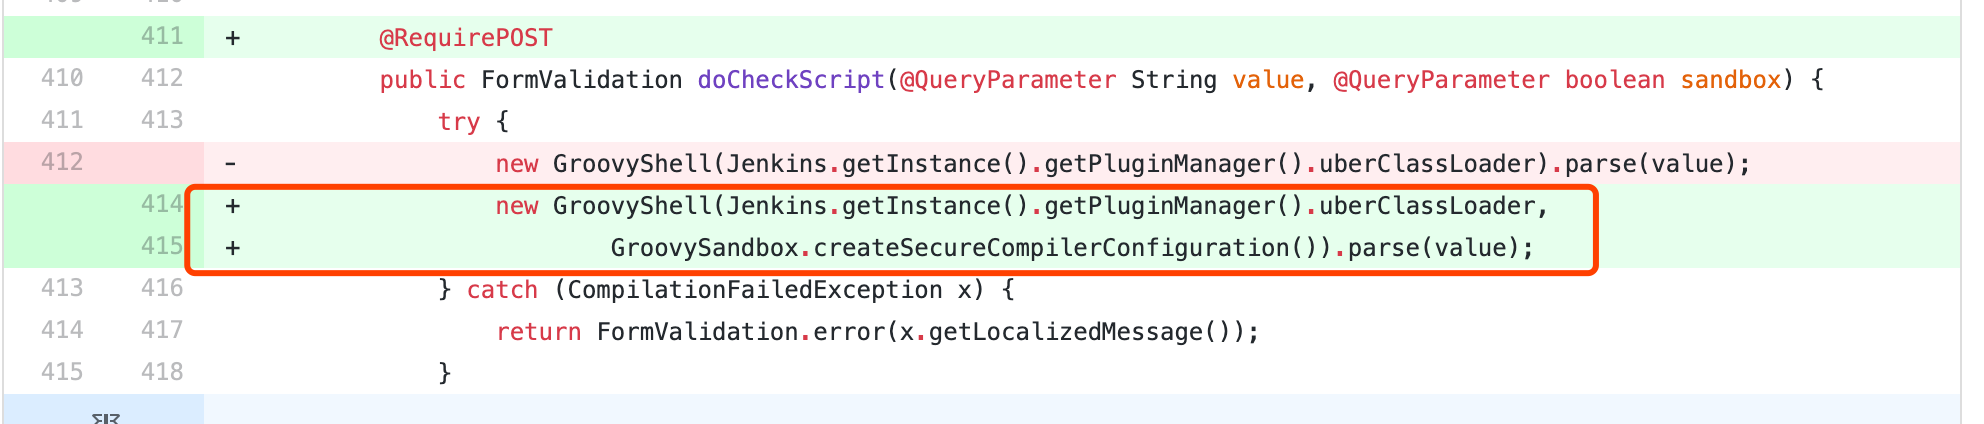 411 + @RequirePOST
410 412 public FormValidation doCheckScript(@QueryParameter String value, @QueryParameter boolean sandbox) {
411 413 try {
412 - new GroovyShell(Jenkins.getInstance().getPluginManager().uberClassLoader).parse(value);
414 + new GroovyShell(Jenkins.getInstance().getPluginManager().uberClassLoader,
415 + GroovySandbox.createSecureCompilerConfiguration()).parse(value);
413 416 } catch (CompilationFailedException x) {
414 417 return FormValidation.error(x.getLocalizedMessage());
415 418 }